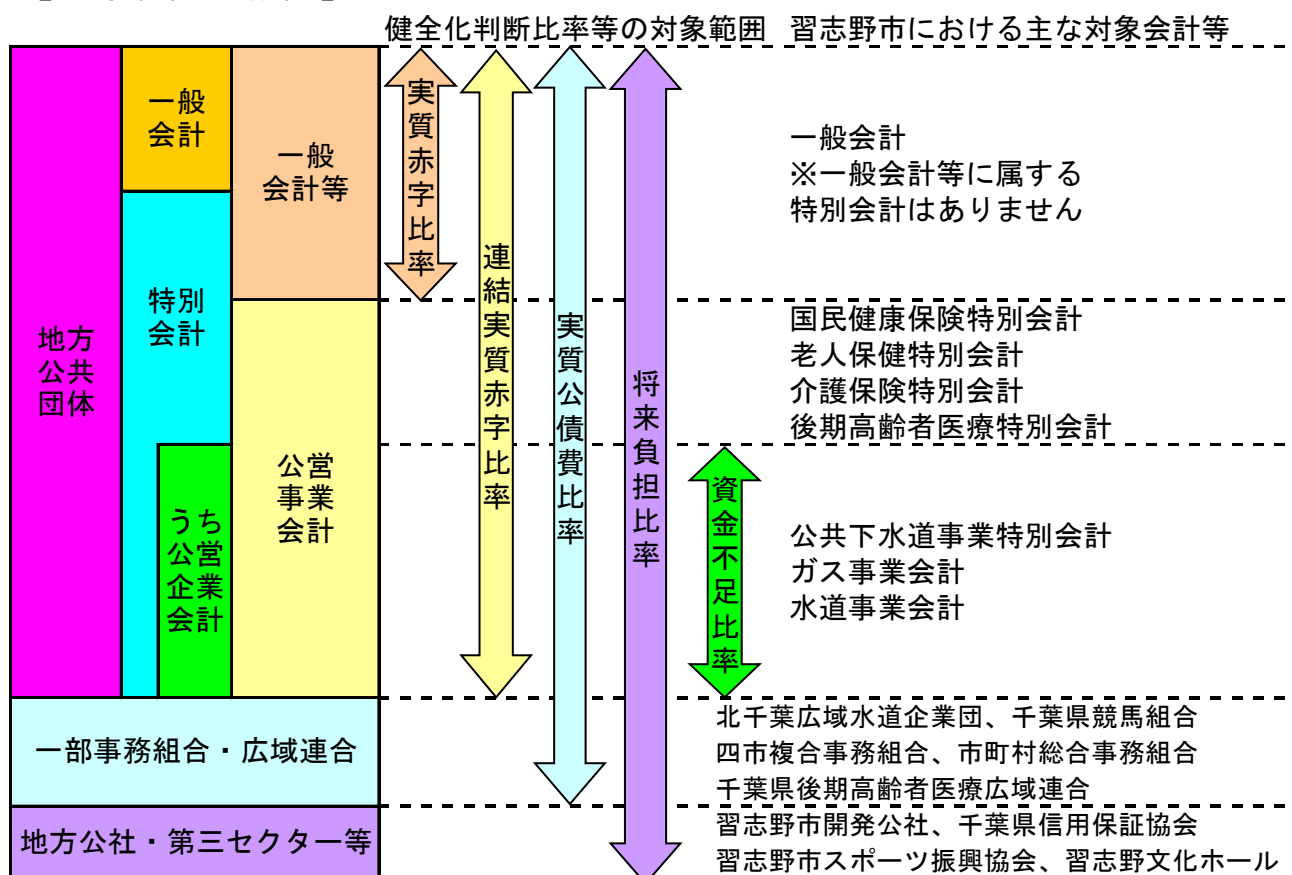 健全化判断比率等の対象範囲
習志野市における主な対象会計等
地方
公共
団体
一般
会計
特別
会計
うち
公営
企業
会計
一般
会計等
公営
事業
会計
実質赤字比率
連結実質赤字比率
実質公債費比率
将来負担比率
資金不足比率
一般会計
※一般会計等に属する
特別会計はありません
国民健康保険特別会計
老人保健特別会計
介護保険特別会計
後期高齢者医療特別会計
公共下水道事業特別会計
ガス事業会計
水道事業会計
一部事務組合・広域連合
北千葉広域水道企業団、千葉県競馬組合
四市複合事務組合、市町村総合事務組合
千葉県後期高齢者医療広域連合
地方公社・第三セクター等
習志野市開発公社、千葉県信用保証協会
習志野市スポーツ振興協会、習志野文化ホール